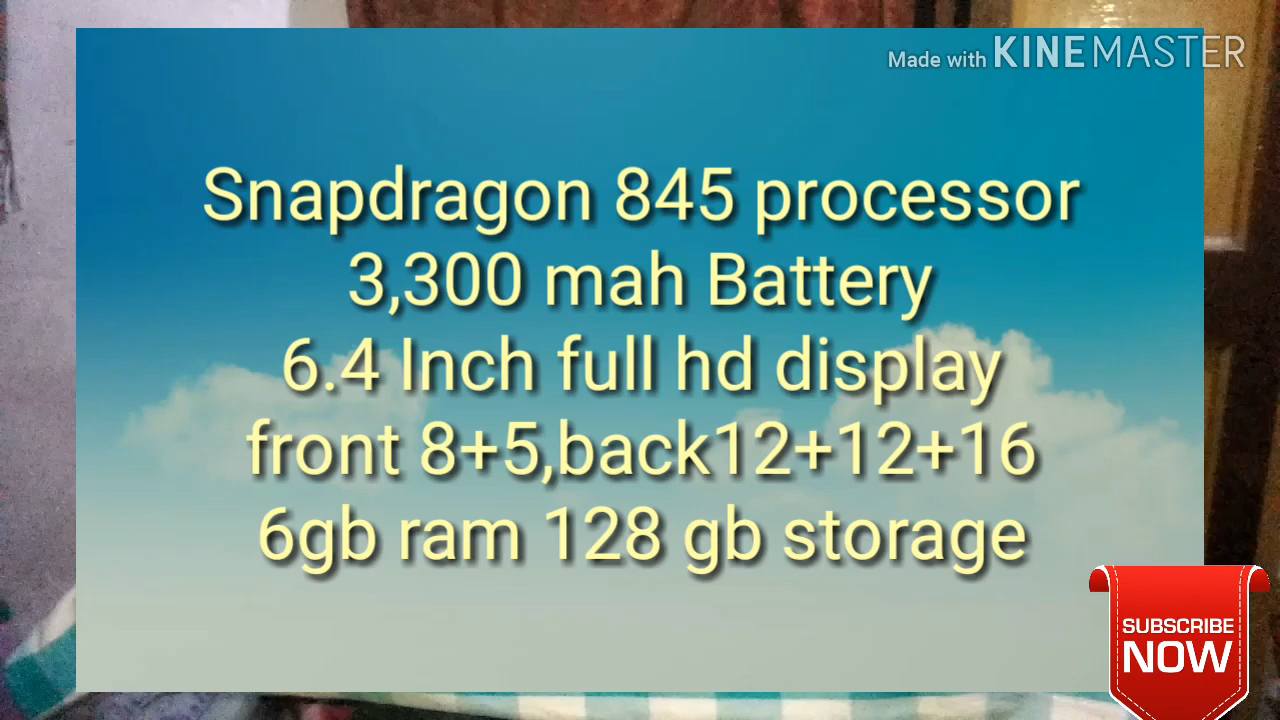 Made with KINEMASTER
Snapdragon 845 processor
3,300 mah Battery
6.4 Inch full hd display
front 8+5,back12+12+16
6gb ram 128 gb storage
SUBSCRIBE
NOW